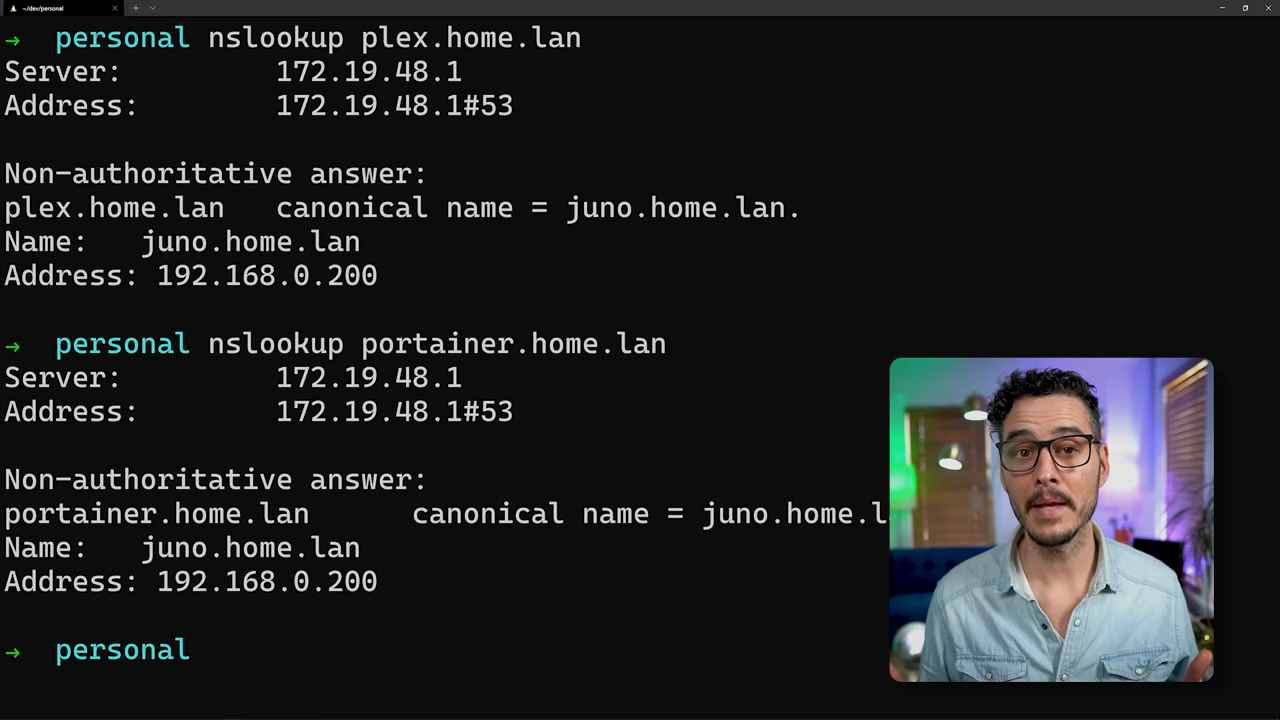 ~/dev/personal
→ personal nslookup plex.home.lan
Server: 172.19.48.1
Address: 172.19.48.1#53
Non-authoritative answer:
plex.home.lan canonical name = juno.home.lan.
Name: juno.home.lan
Address: 192.168.0.200
→ personal nslookup portainer.home.lan
Server: 172.19.48.1
Address: 172.19.48.1#53
Non-authoritative answer:
portainer.home.lan canonical name = juno.home.l
Name: juno.home.lan
Address: 192.168.0.200
→ personal